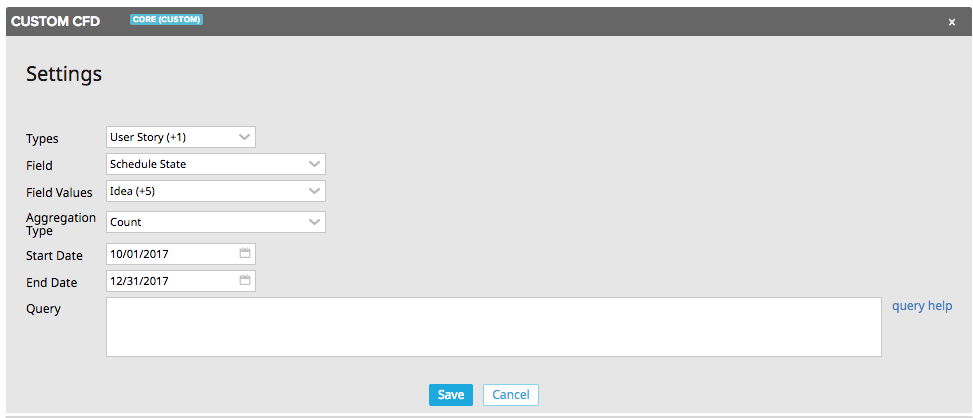 CUSTOM CFD CORE (CUSTOM) ×
Settings
Types User Story (+1)
Field Schedule State
Field Values Idea (+5)
Aggregation
Type Count
Start Date 10/01/2017
End Date 12/31/2017
Query query help
Save Cancel